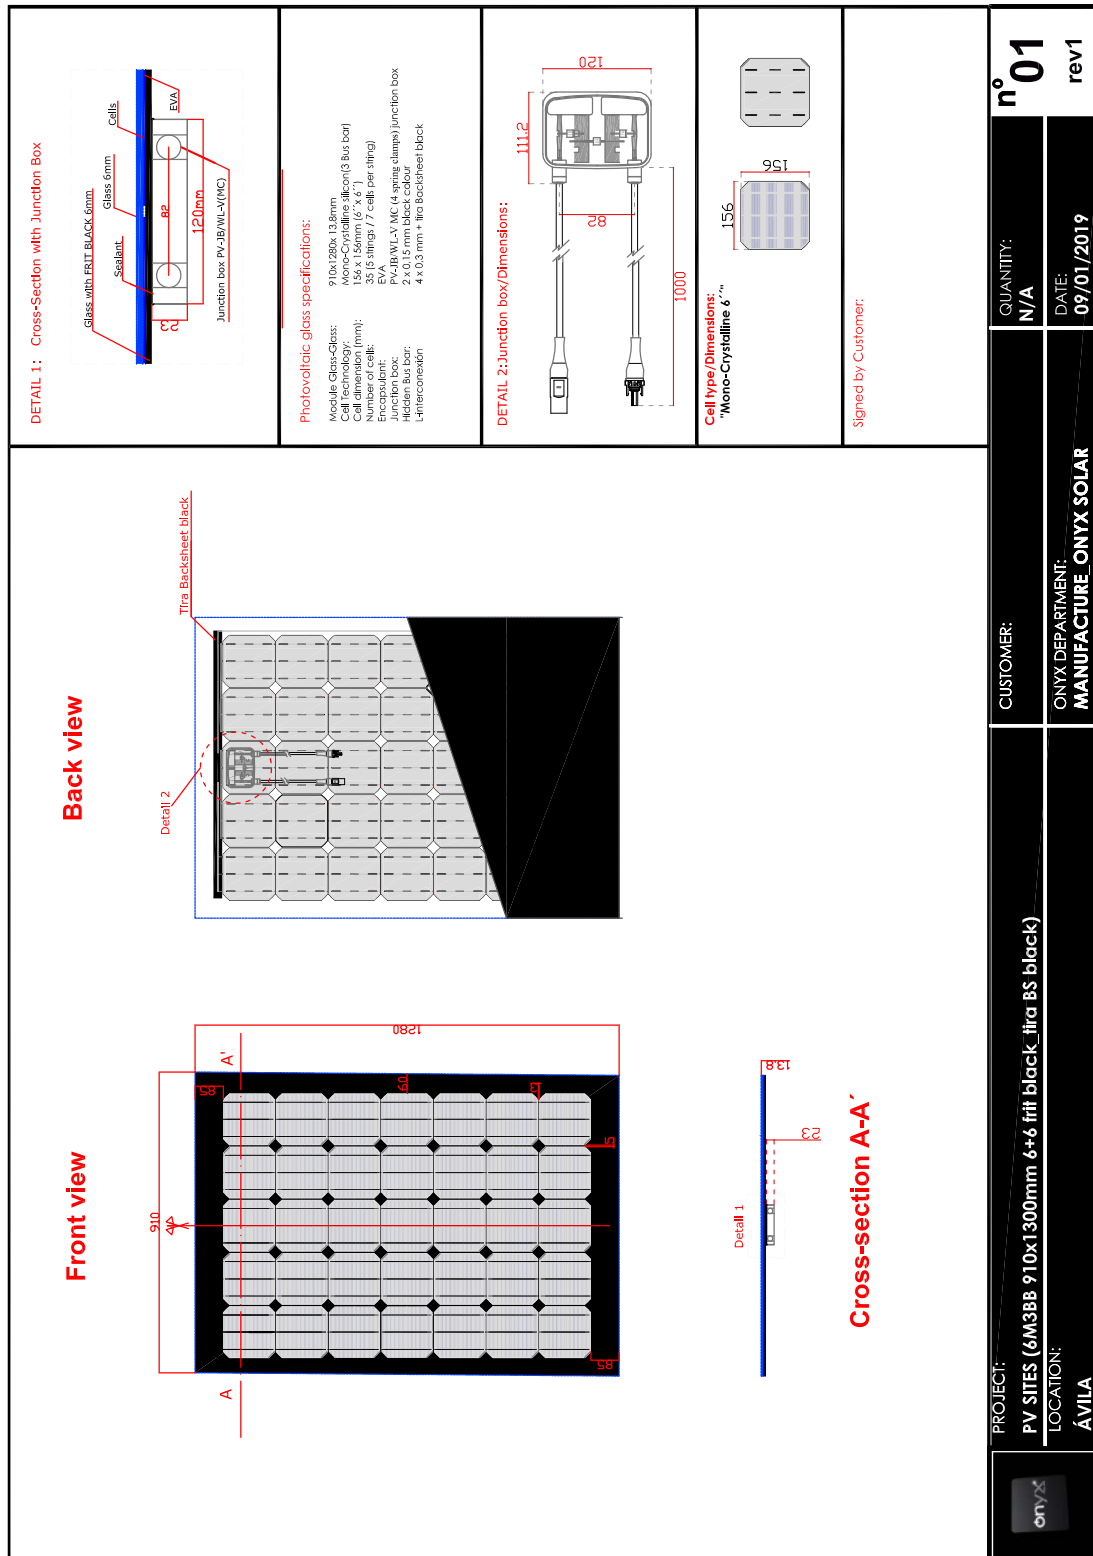 Front view
910
A
A'
85
60
13
15
85
1280
Back view
Detail 2
Tira Backsheet black
Cross-section A-A´
Detail 1
13.8
23
DETAIL 1: Cross-Section with Junction Box
Glass with FRIT BLACK 6mm
Sealant
Glass 6mm
Cells
EVA
23
82
120mm
Junction box PV-JB/WL-V(MC)
Photovoltaic glass specifications:
Module Glass-Glass: 910x1280x 13.8mm
Cell Technology: Mono-Crystalline silicon(3 Bus bar)
Cell dimension (mm): 156 x 156mm (6´´x 6´´)
Number of cells: 35 (5 strings / 7 cells per string)
Encapsulant: EVA
Junction box: PV-JB/WL-V MC (4 spring clamps) junction box
Hidden Bus bar: 2 x 0,15 mm black colour
L-interconexión 4 x 0,3 mm + tira Backsheet black
DETAIL 2:Junction box/Dimensions:
111.2
120
82
1000
Cell type/Dimensions:
"Mono-Crystalline 6´´"
156
156
Signed by Customer:
onyx
PROJECT:
PV SITES (6M3BB 910x1300mm 6+6 frit black_tira BS black)
LOCATION:
ÁVILA
CUSTOMER:
ONYX DEPARTMENT:
MANUFACTURE_ONYX SOLAR
QUANTITY:
N/A
DATE:
09/01/2019
nº 01
rev1